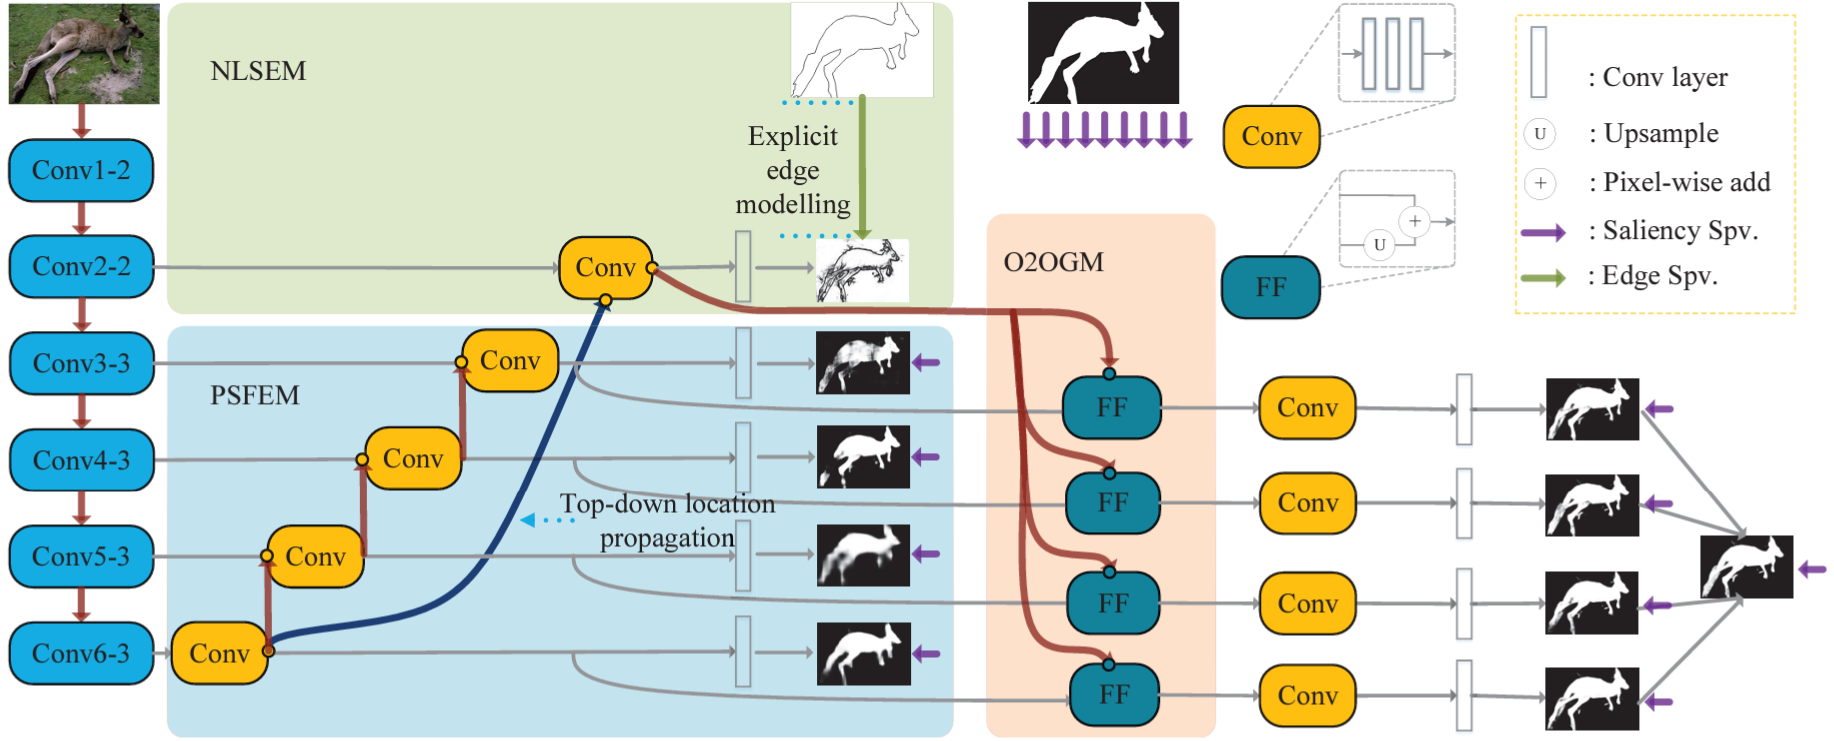 NLSEM
Explicit
edge
modelling
Conv1-2
Conv2-2
Conv3-3
Conv4-3
Conv5-3
Conv6-3
Conv
PSFEM
Conv
Conv
Conv
Conv
Top-down location
propagation
O2OGM
FF
FF
FF
FF
Conv
Conv
Conv
Conv
Conv
FF
U
+
: Conv layer
U : Upsample
+ : Pixel-wise add
: Saliency Spv.
: Edge Spv.